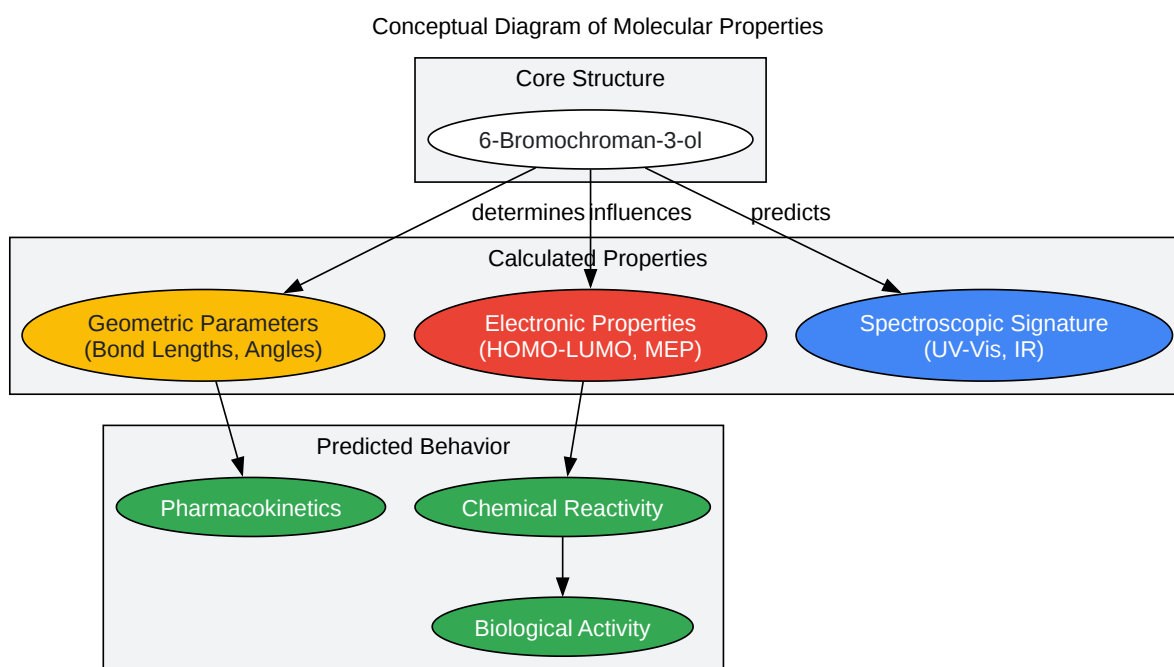 Conceptual Diagram of Molecular Properties
Core Structure
6-Bromochroman-3-ol
determines
influences
predicts
Calculated Properties
Geometric Parameters
(Bond Lengths, Angles)
Electronic Properties
(HOMO-LUMO, MEP)
Spectroscopic Signature
(UV-Vis, IR)
Predicted Behavior
Pharmacokinetics
Chemical Reactivity
Biological Activity